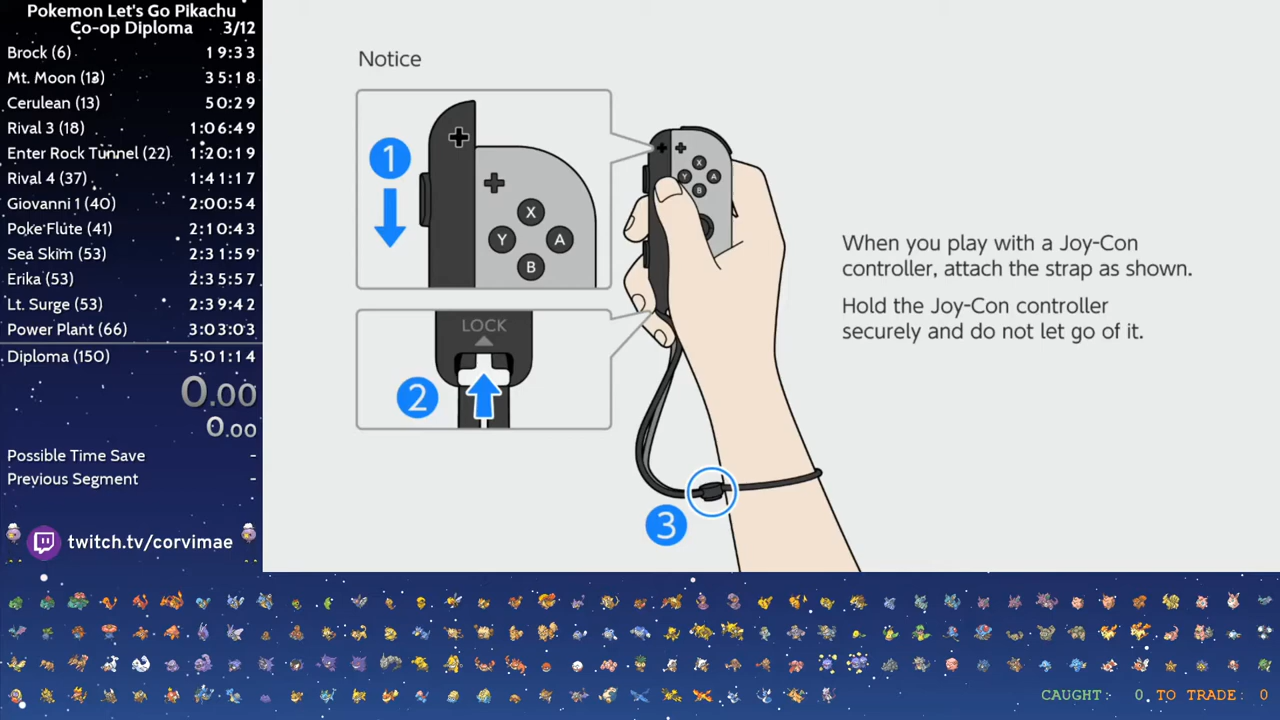 Pokemon Let's Go Pikachu
Co-op Diploma 3/12
Brock (6) 19:33
Mt. Moon (13) 35:18
Cerulean (13) 50:29
Rival 3 (18) 1:06:49
Enter Rock Tunnel (22) 1:20:19
Rival 4 (37) 1:41:17
Giovanni 1 (40) 2:00:54
Poke Flute (41) 2:10:43
Sea Skim (53) 2:31:59
Erika (53) 2:35:57
Lt. Surge (53) 2:39:42
Power Plant (66) 3:03:03
Diploma (150) 5:01:14
0.00
0.00
Possible Time Save -
Previous Segment -
twitch.tv/corvimae
Notice
1
X
Y A
B
X
Y A
B
LOCK
2
3
When you play with a Joy-Con
controller, attach the strap as shown.
Hold the Joy-Con controller
securely and do not let go of it.
CAUGHT: 0 TO TRADE: 0